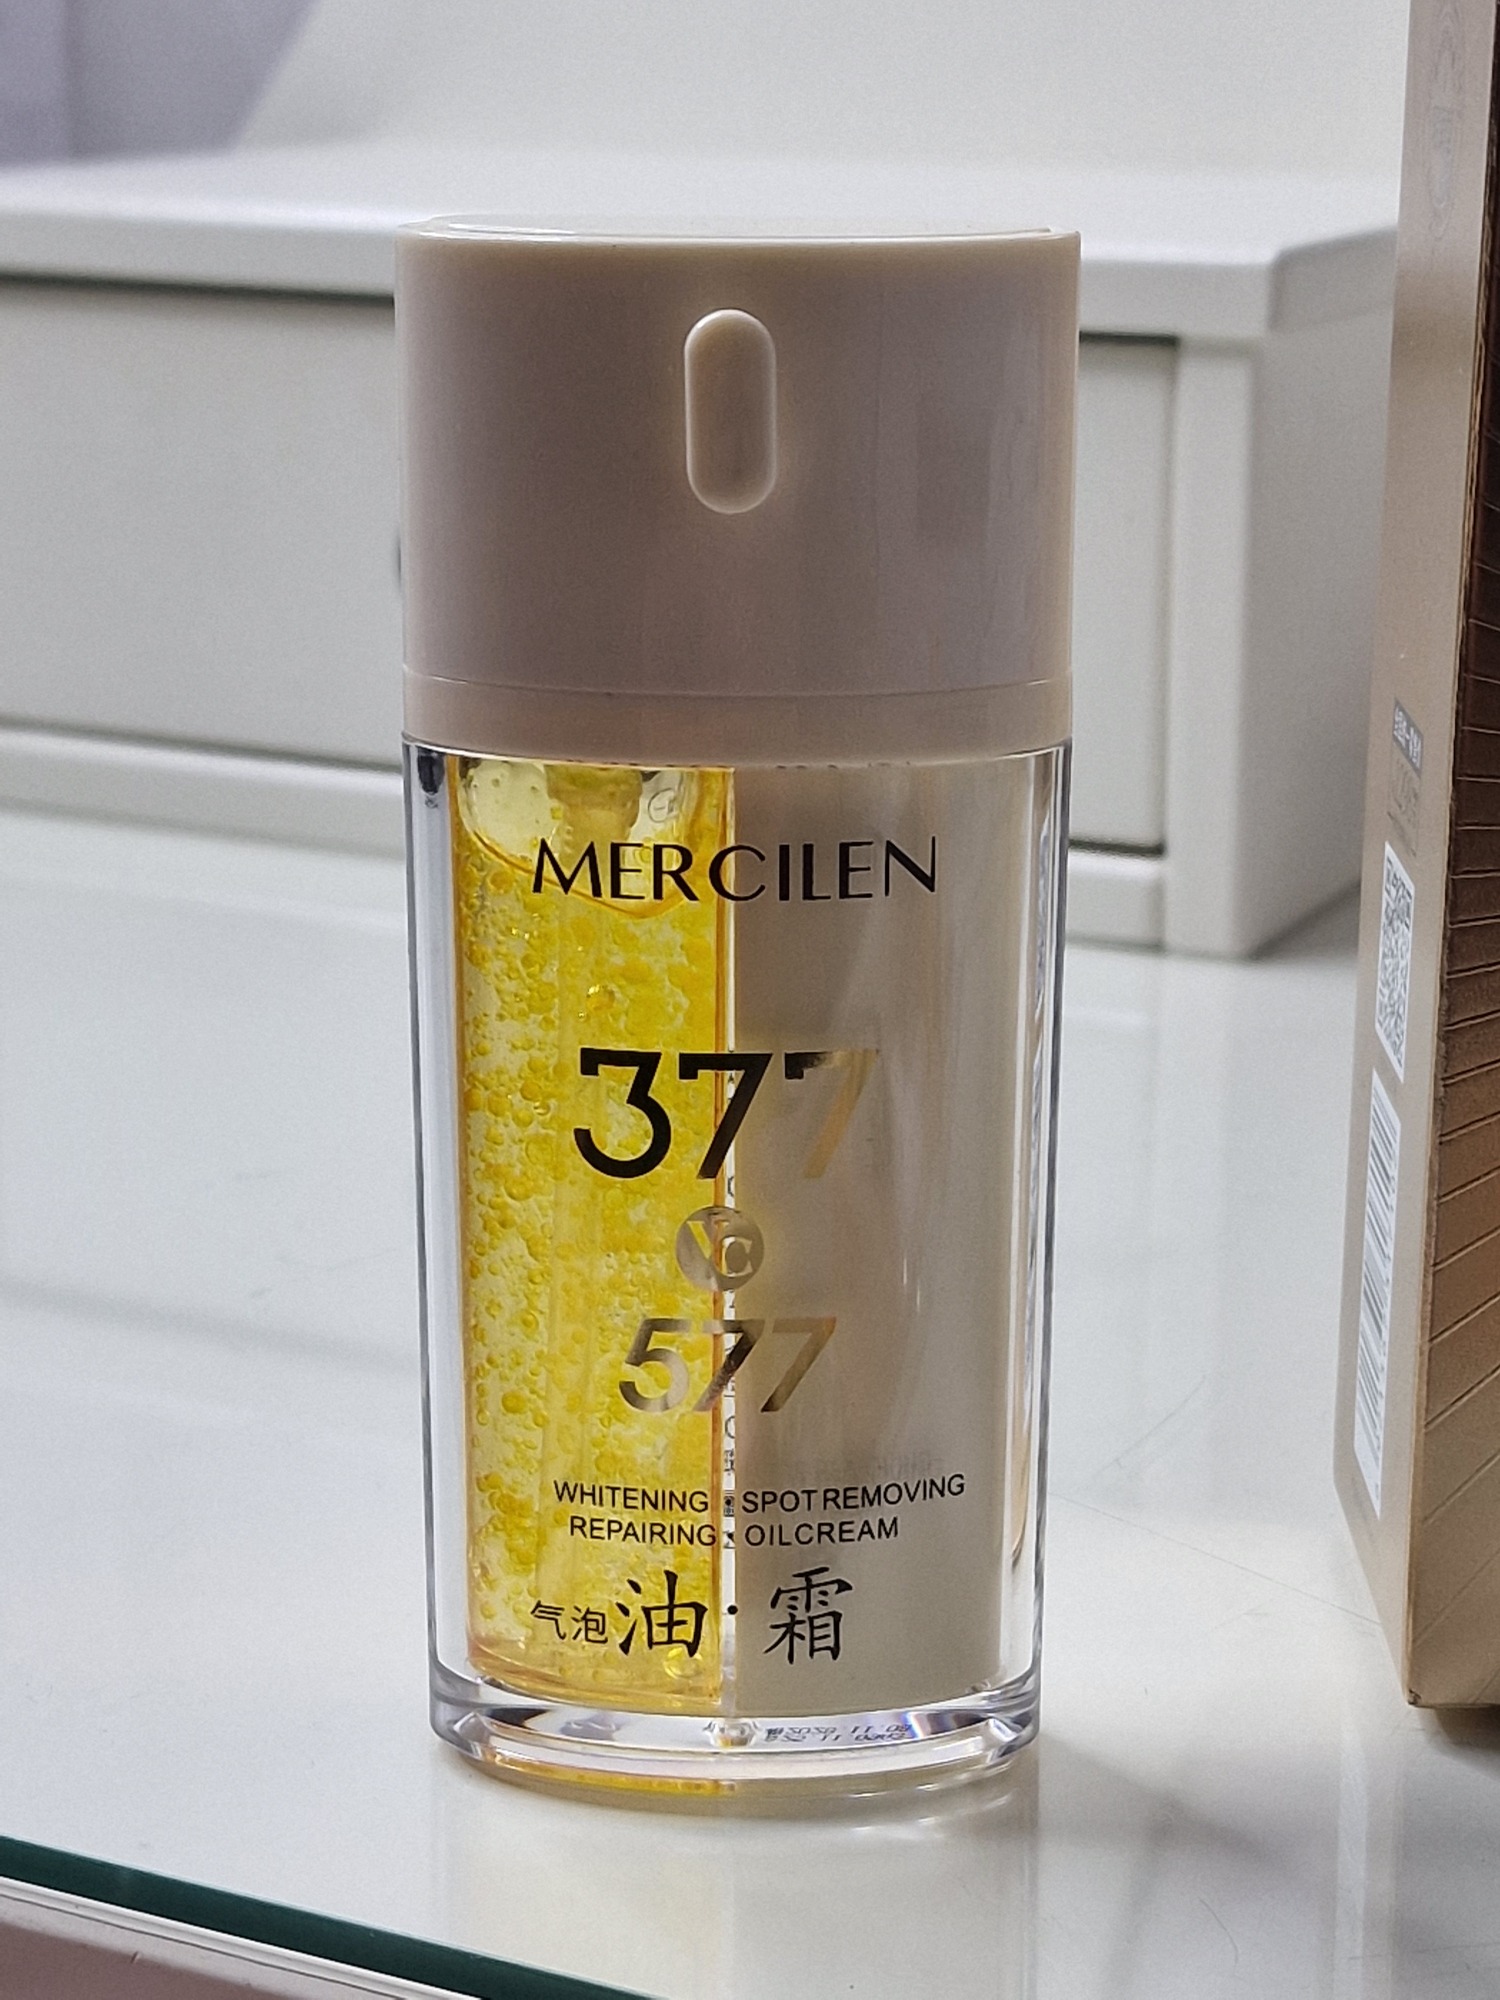 MERCILEN
377
VC
577
WHITENING SPOT REMOVING
REPAIRING OILCREAM
气泡油·霜